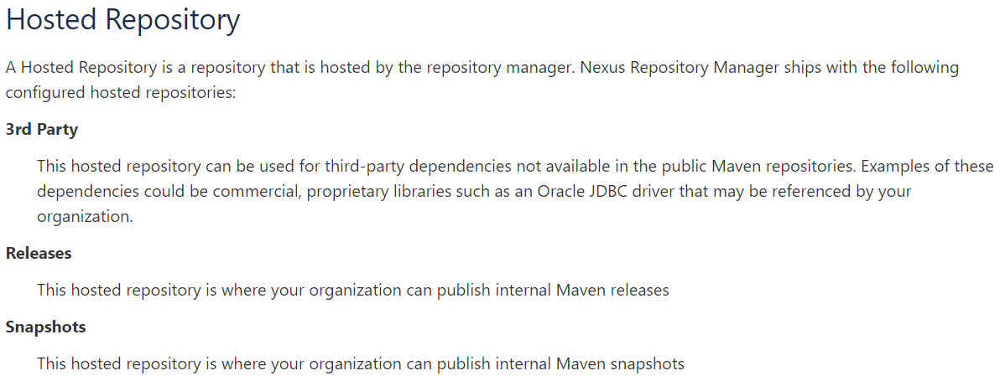 Hosted Repository
A Hosted Repository is a repository that is hosted by the repository manager. Nexus Repository Manager ships with the following
configured hosted repositories:
3rd Party
This hosted repository can be used for third-party dependencies not available in the public Maven repositories. Examples of these
dependencies could be commercial, proprietary libraries such as an Oracle JDBC driver that may be referenced by your
organization.
Releases
This hosted repository is where your organization can publish internal Maven releases
Snapshots
This hosted repository is where your organization can publish internal Maven snapshots